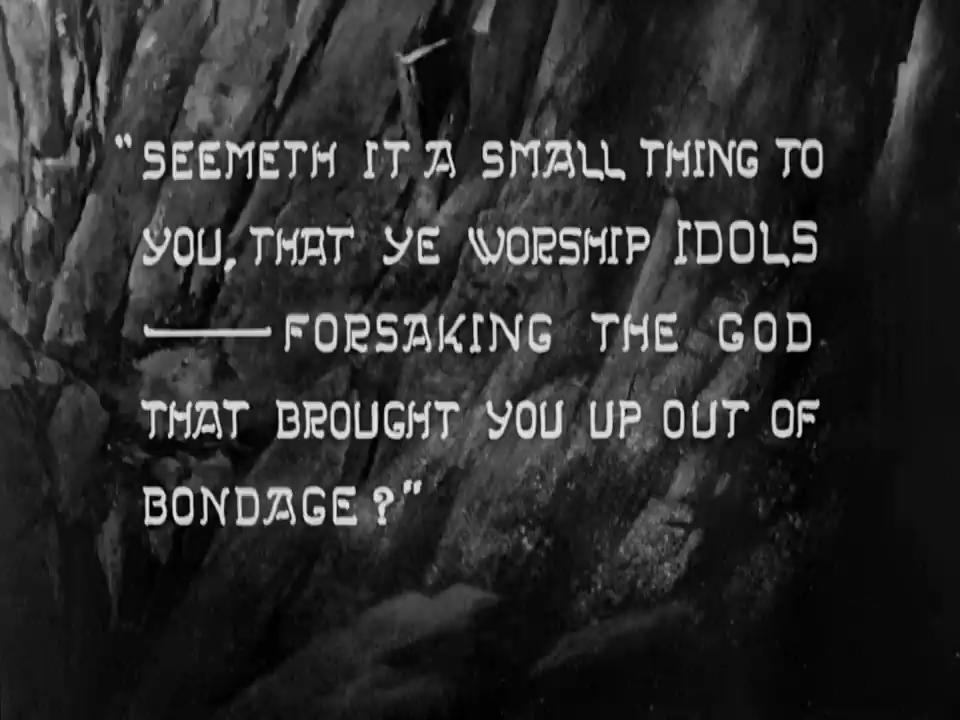 "SEEMETH IT A SMALL THING TO
YOU, THAT YE WORSHIP IDOLS
—FORSAKING THE GOD
THAT BROUGHT YOU UP OUT OF
BONDAGE?"